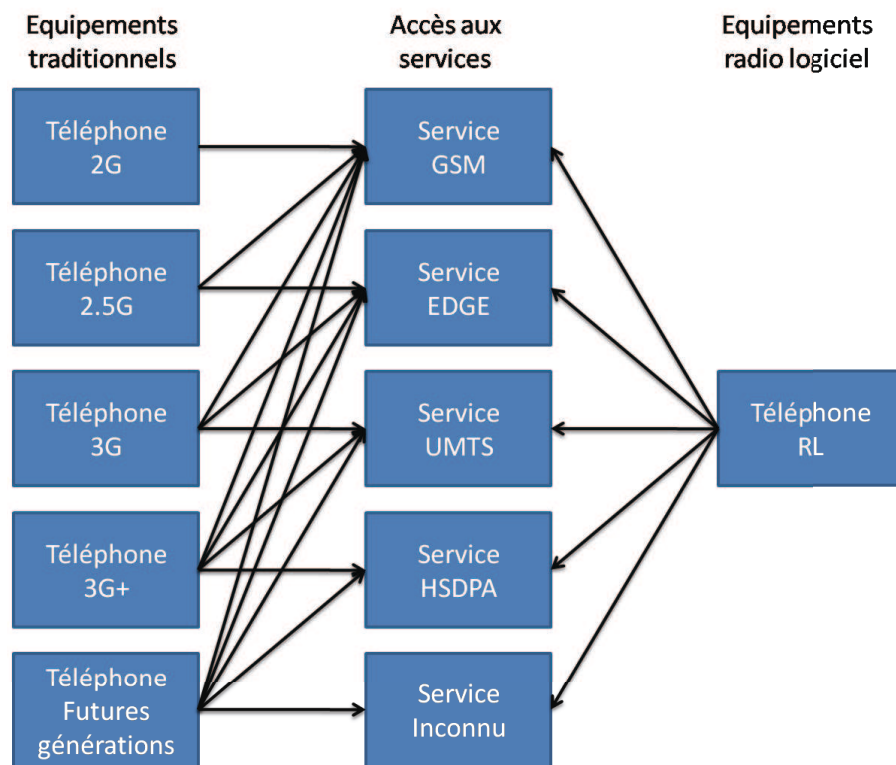 Equipements
traditionnels
Accès aux
services
Equipements
radio logiciel
Téléphone
2G
Service
GSM
Téléphone
2.5G
Service
EDGE
Téléphone
3G
Service
UMTS
Téléphone
RL
Téléphone
3G+
Service
HSDPA
Téléphone
Futures
générations
Service
Inconnu